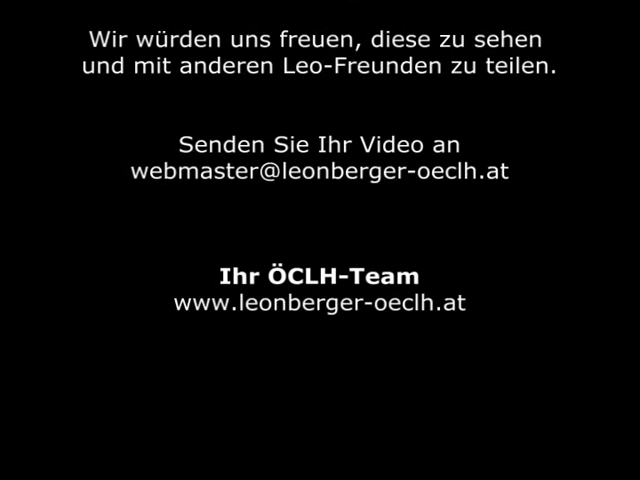 Wir würden uns freuen, diese zu sehen
und mit anderen Leo-Freunden zu teilen.
Senden Sie Ihr Video an
webmaster@leonberger-oeclh.at
Ihr ÖCLH-Team
www.leonberger-oeclh.at